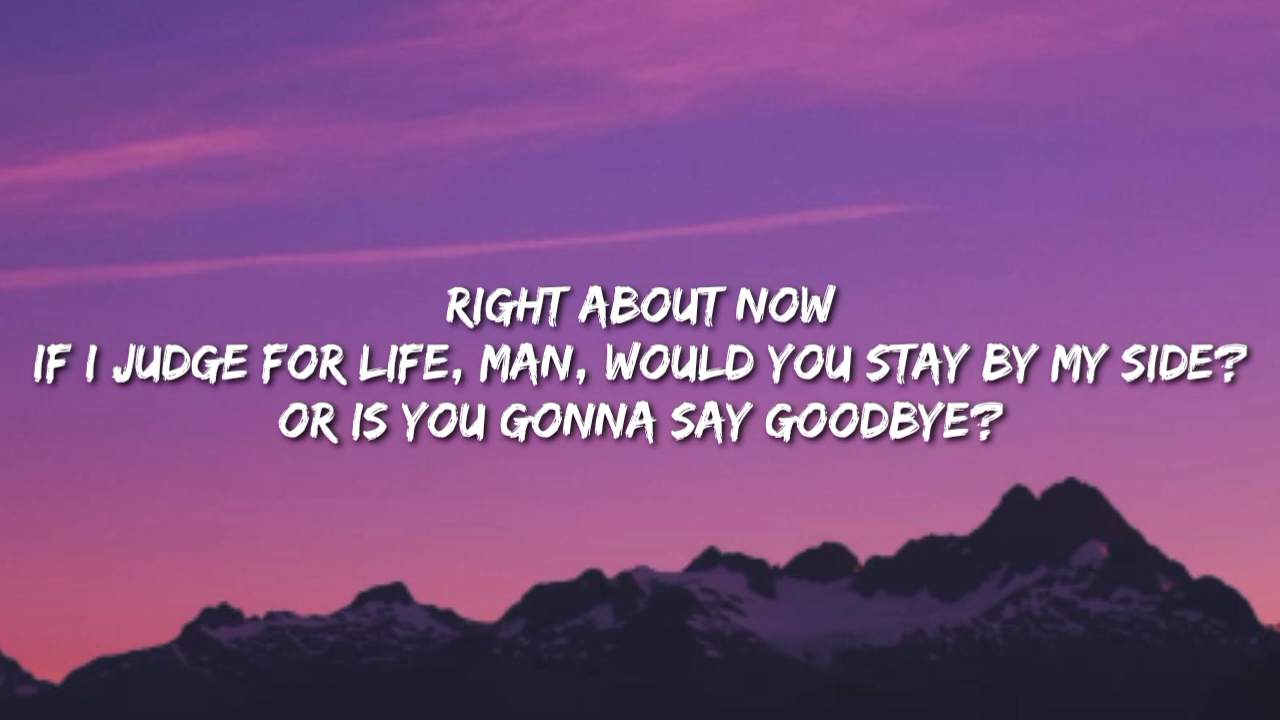 RIGHT ABOUT NOW
IF I JUDGE FOR LIFE, MAN, WOULD YOU STAY BY MY SIDE?
OR IS YOU GONNA SAY GOODBYE?